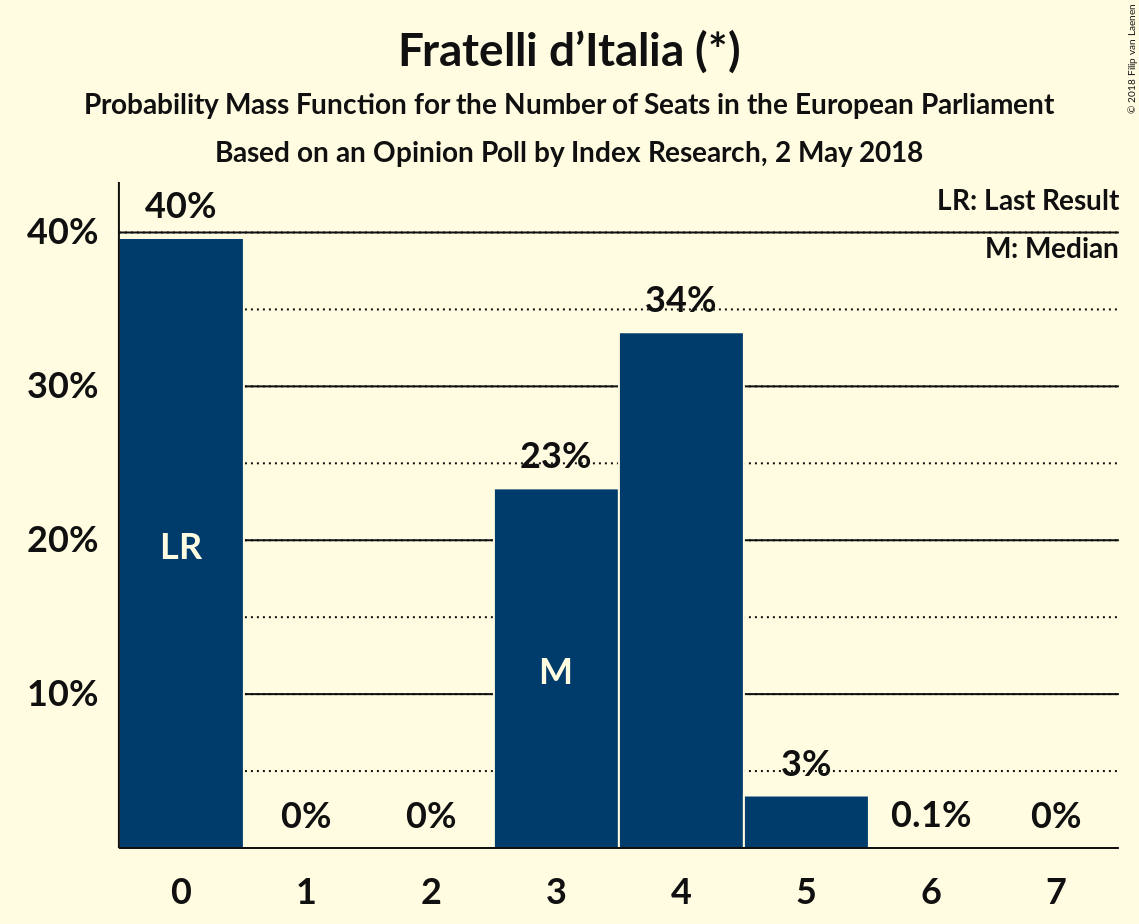 Fratelli d’Italia (*)
Probability Mass Function for the Number of Seats in the European Parliament
Based on an Opinion Poll by Index Research, 2 May 2018
© 2018 Filip van Laenen
LR: Last Result
M: Median
40%
30%
20%
10%
40%
0%
0%
23%
34%
3%
0.1%
0%
LR
M
0 1 2 3 4 5 6 7